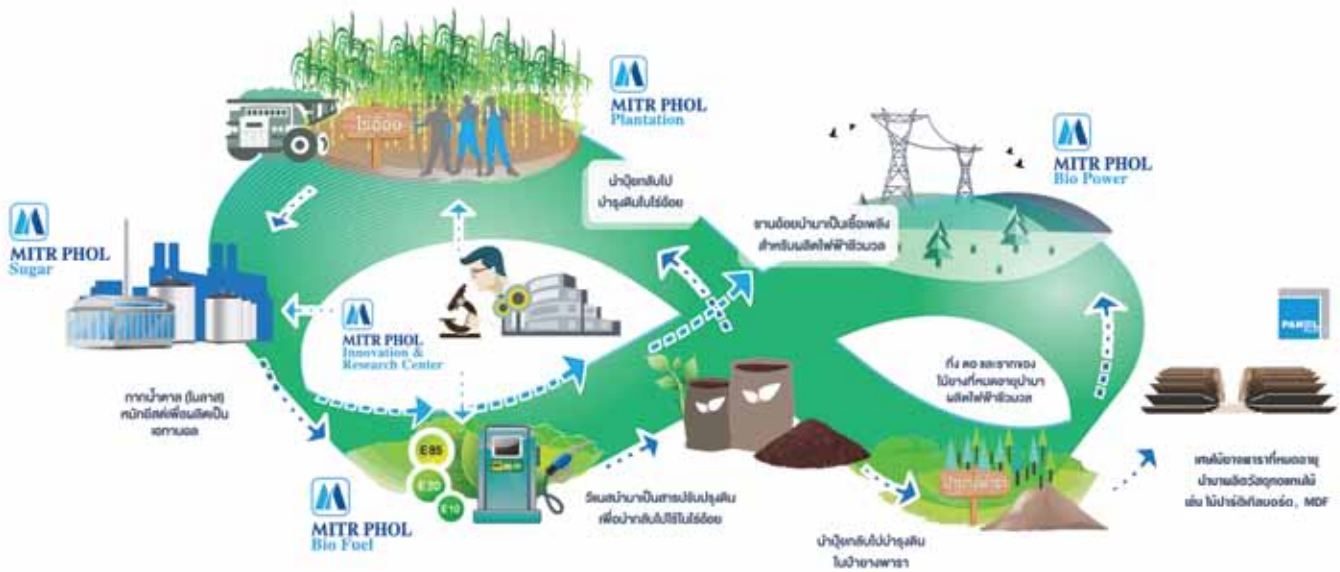 MITR PHOL
Plantation
ไร่อ้อย
MITR PHOL
Bio Power
นำปุ๋ยกลับไป
บำรุงดินในไร่อ้อย
ชานอ้อยนำมาเป็นเชื้อเพลิง
สำหรับผลิตไฟฟ้าชีวมวล
MITR PHOL
Sugar
MITR PHOL
Innovation &
Research Center
PANEL
กิ่ง ตอ และรากของ
ไม้ยางที่หมดอายุนำมา
ผลิตไฟฟ้าชีวมวล
กากน้ำตาล (โมลาส)
หมักยีสต์เพื่อผลิตเป็น
เอทานอล
E85
E20
E10
MITR PHOL
Bio Fuel
วีแนสนำมาเป็นสารปรับปรุงดิน
เพื่อนำกลับไปใช้ในไร่อ้อย
ป่ายางพารา
นำปุ๋ยกลับไปบำรุงดิน
ในป่ายางพารา
เศษไม้ยางพาราที่หมดอายุ
นำมาผลิตวัสดุทดแทนไม้
เช่น ไม้ปาร์ติเกิลบอร์ด, MDF